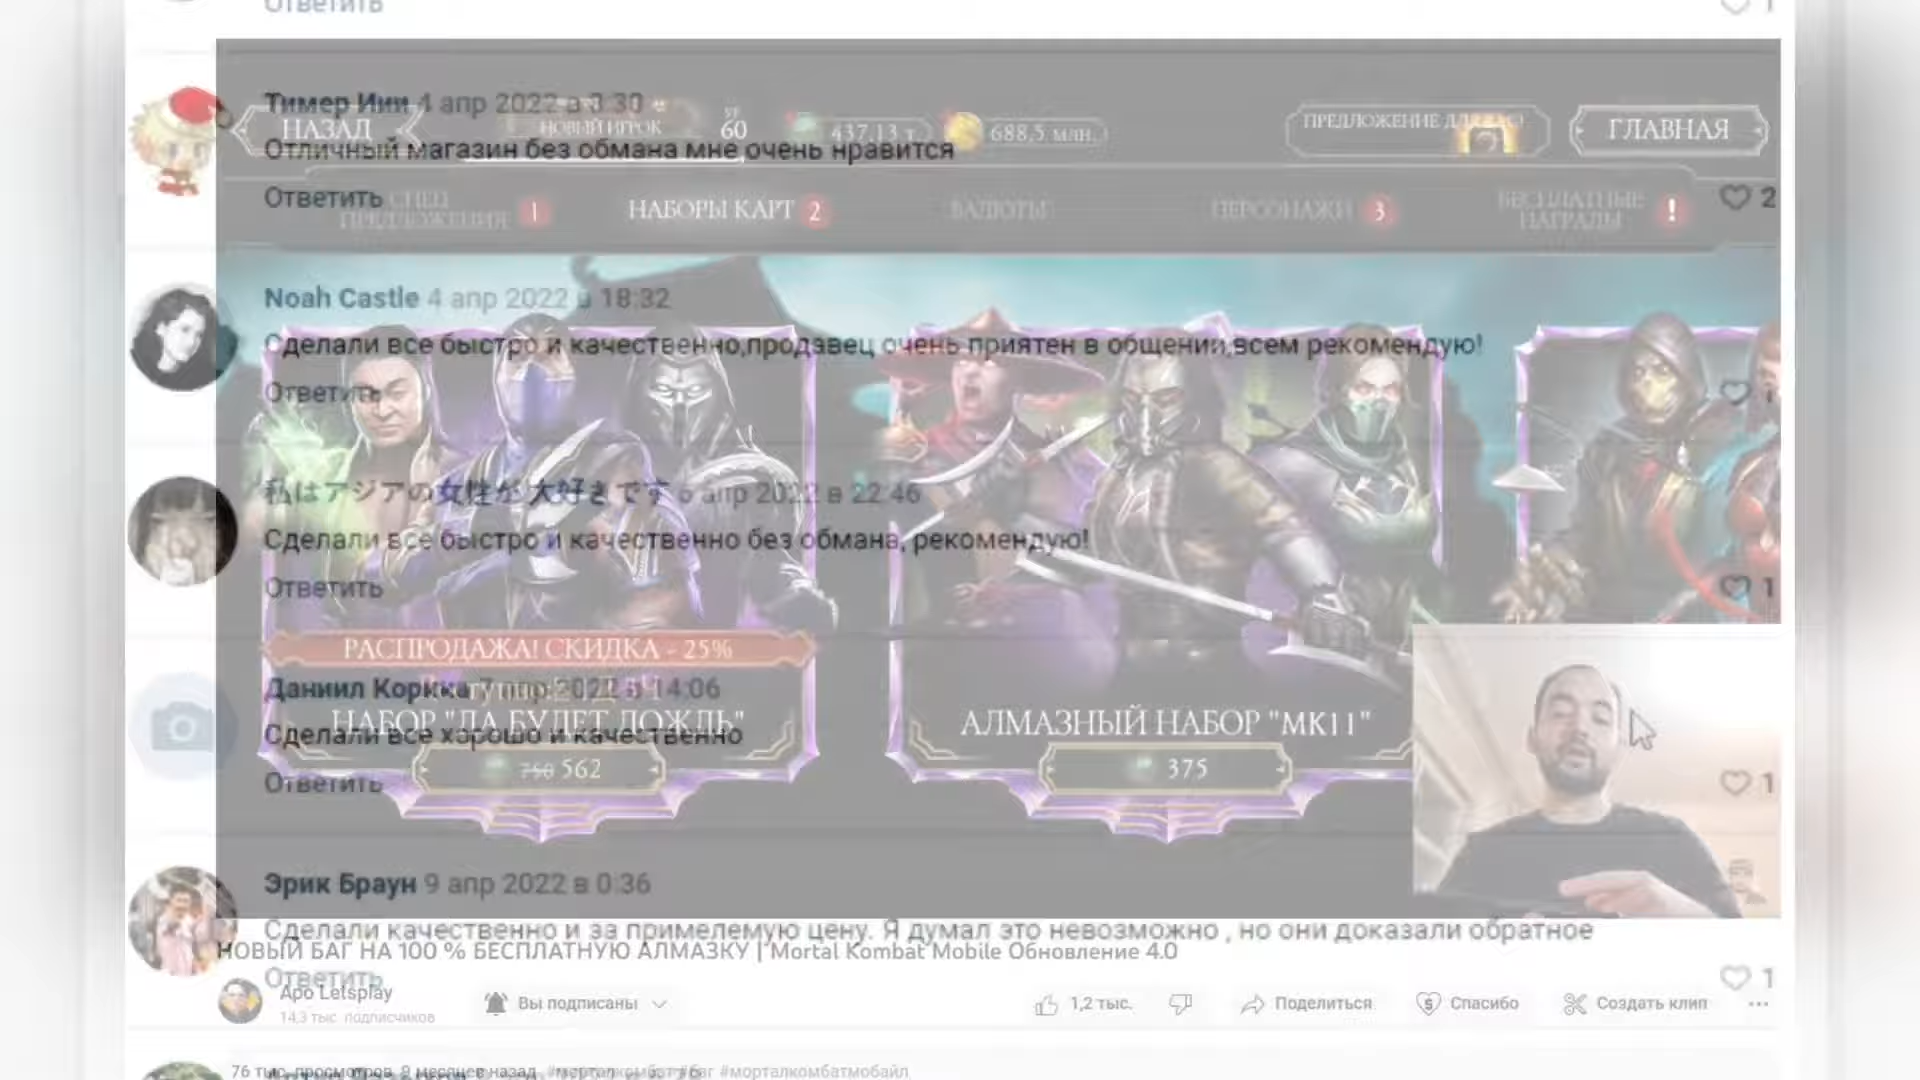 Ответить
1
Тимер Иии 4 апр 2022 в 3:30
НАЗАД
НОВЫЙ ИГРОК
60
437,13 т.
688,5 млн.
ПРЕДЛОЖЕНИЕ ДЛЯ ВАС!
ГЛАВНАЯ
Отличный магазин без обмана мне очень нравится
Ответить
2
СПЕЦ
ПРЕДЛОЖЕНИЯ
1
НАБОРЫ КАРТ 2
ВАЛЮТЫ
ПЕРСОНАЖИ 3
БЕСПЛАТНЫЕ
НАГРАДЫ
!
Noah Castle 4 апр 2022 в 18:32
Сделали все быстро и качественно,продавец очень приятен в общении,всем рекомендую!
Ответить
1
私はアジアの女性が大好きです 6 апр 2022 в 22:46
Сделали все быстро и качественно без обмана, рекомендую!
Ответить
1
РАСПРОДАЖА! СКИДКА - 25%
Даниил 7 апр 2022 в 14:06
НАБОР "ДА БУДЕТ ДОЖДЬ"
АЛМАЗНЫЙ НАБОР "МК11"
Сделали все хорошо и качественно
750 562
375
Ответить
1
Эрик Браун 9 апр 2022 в 0:36
Сделали качественно и за примелемую цену. Я думал это невозможно , но они доказали обратное
НОВЫЙ БАГ НА 100 % БЕСПЛАТНУЮ АЛМАЗКУ | Mortal Kombat Mobile Обновление 4.0
Ответить
1
Apo Letsplay
14,3 тыс. подписчиков
Вы подписаны
1,2 тыс.
Поделиться
Спасибо
Создать клип
76 тыс. просмотров 9 месяцев назад #морталкомбат #баг #морталкомбатмобайл